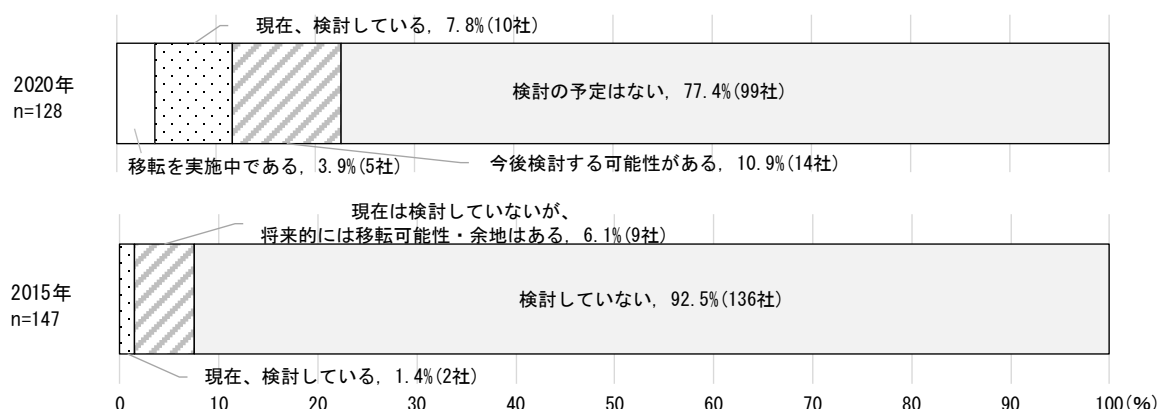 現在、検討している, 7.8%(10社)
2020年
n=128
検討の予定はない, 77.4%(99社)
移転を実施中である, 3.9%(5社)
今後検討する可能性がある, 10.9%(14社)
現在は検討していないが、
将来的には移転可能性・余地はある, 6.1%(9社)
2015年
n=147
検討していない, 92.5%(136社)
現在、検討している, 1.4%(2社)
0 10 20 30 40 50 60 70 80 90 100(%)